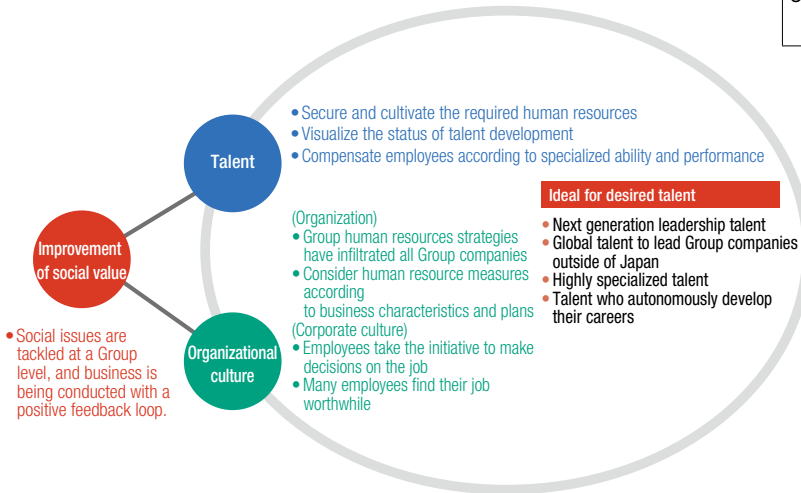 • Secure and cultivate the required human resources
• Visualize the status of talent development
• Compensate employees according to specialized ability and performance
Talent
(Organization)
• Group human resources strategies
have infiltrated all Group companies
• Consider human resource measures
according
to business characteristics and plans
(Corporate culture)
• Employees take the initiative to make
decisions on the job
• Many employees find their job
worthwhile
Ideal for desired talent
• Next generation leadership talent
• Global talent to lead Group companies
outside of Japan
• Highly specialized talent
• Talent who autonomously develop
their careers
Improvement
of social value
• Social issues are
tackled at a Group
level, and business is
being conducted with a
positive feedback loop.
Organizational
culture